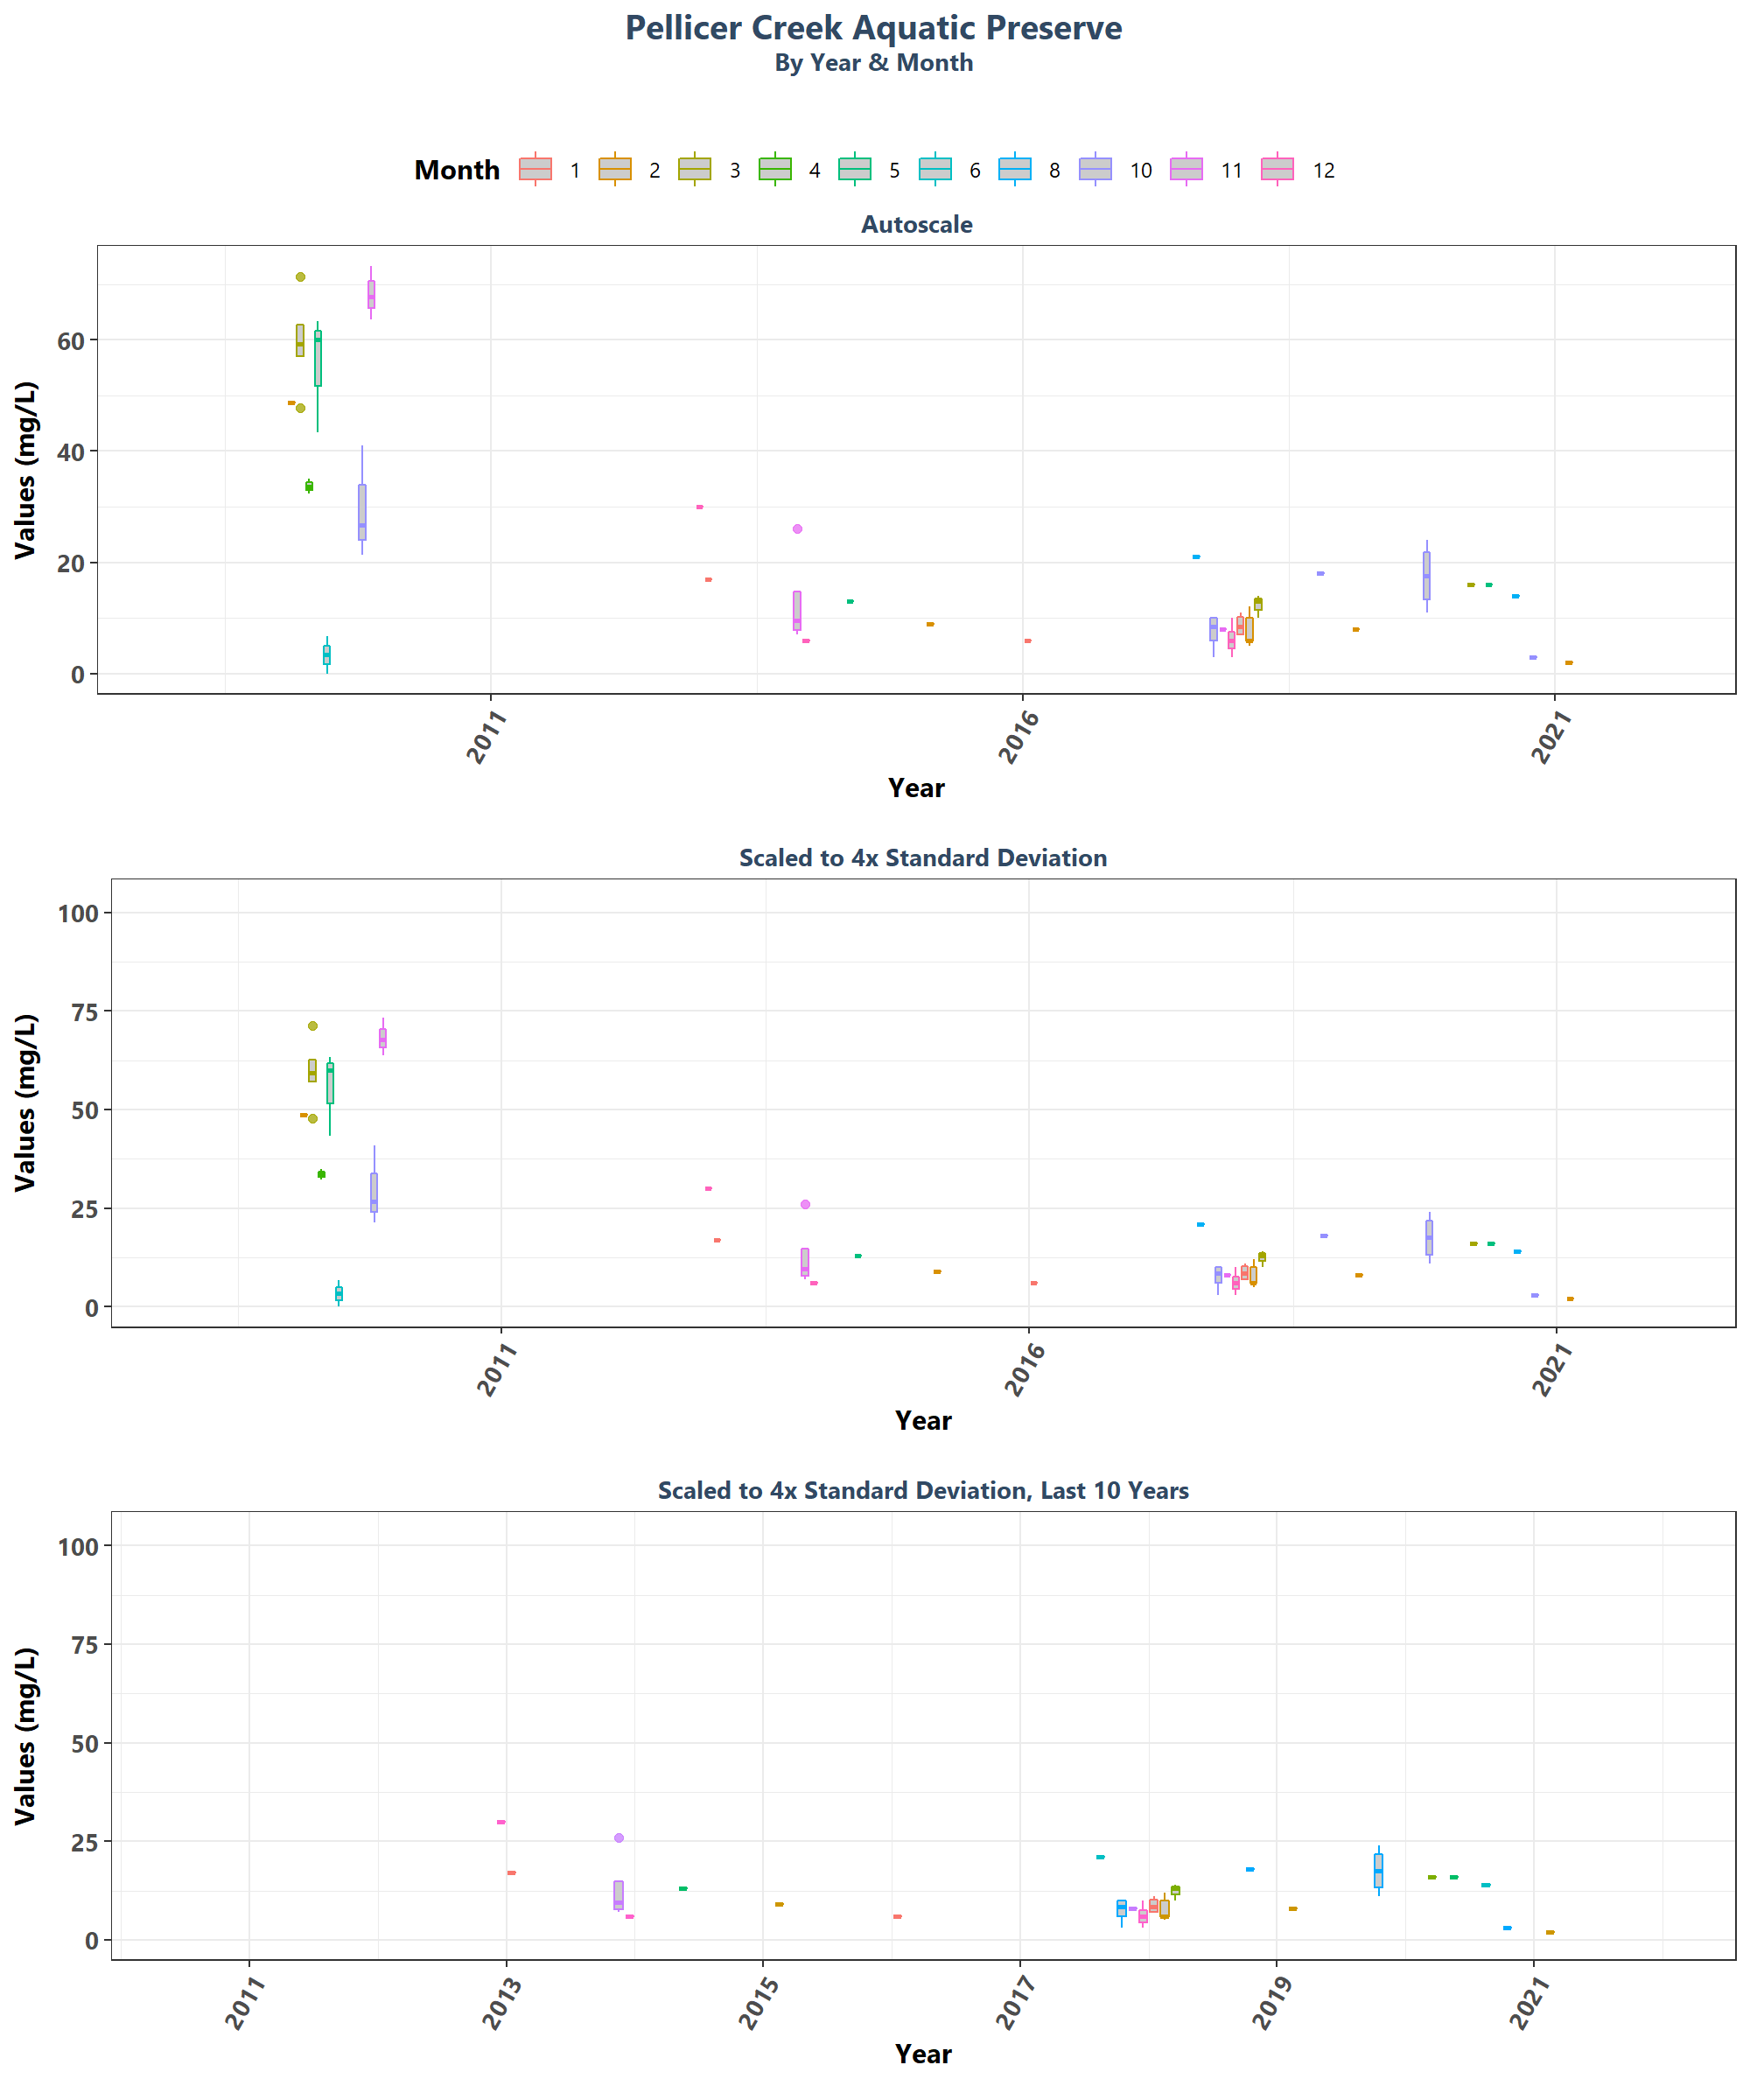 Pellicer Creek Aquatic Preserve
By Year & Month
Month 1 2 3 4 5 6 8 10 11 12
Autoscale
Values (mg/L)
60
40
20
0
2011 2016 2021
Year
Scaled to 4x Standard Deviation
Values (mg/L)
100
75
50
25
0
2011 2016 2021
Year
Scaled to 4x Standard Deviation, Last 10 Years
Values (mg/L)
100
75
50
25
0
2011 2013 2015 2017 2019 2021
Year